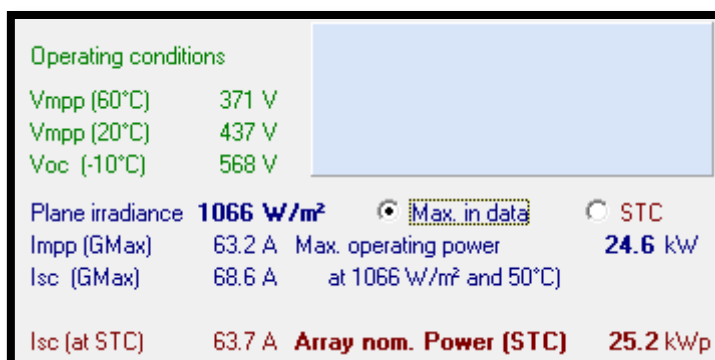 Operating conditions
Vmpp (60°C) 371 V
Vmpp (20°C) 437 V
Voc (-10°C) 568 V
Plane irradiance 1066 W/m² Max. in data STC
Impp (GMax) 63.2 A Max. operating power 24.6 kW
Isc (GMax) 68.6 A at 1066 W/m² and 50°C)
Isc (at STC) 63.7 A Array nom. Power (STC) 25.2 kWp